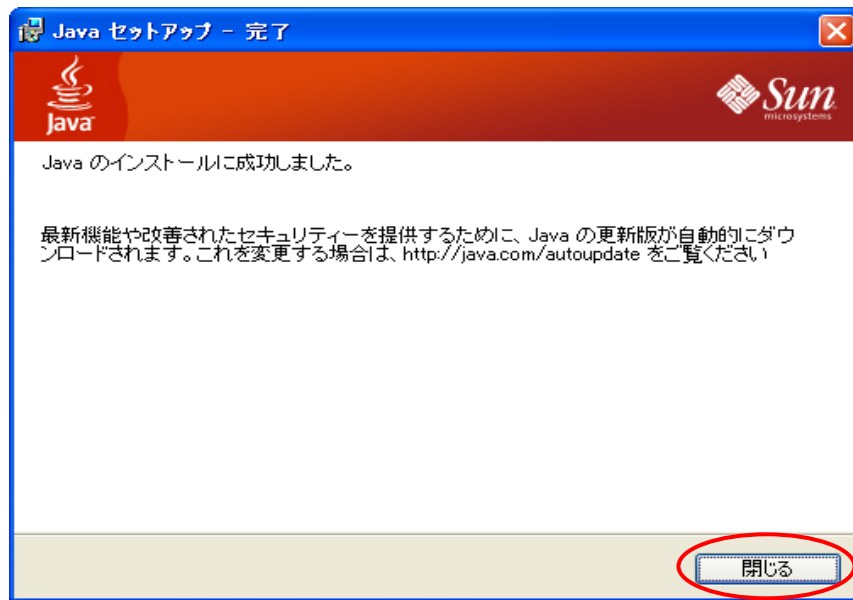 Java セットアップ - 完了
Java
Sun
microsystems
Java のインストールに成功しました。
最新機能や改善されたセキュリティーを提供するために、Java の更新版が自動的にダウ
ンロードされます。これを変更する場合は、http://java.com/autoupdate をご覧ください
閉じる